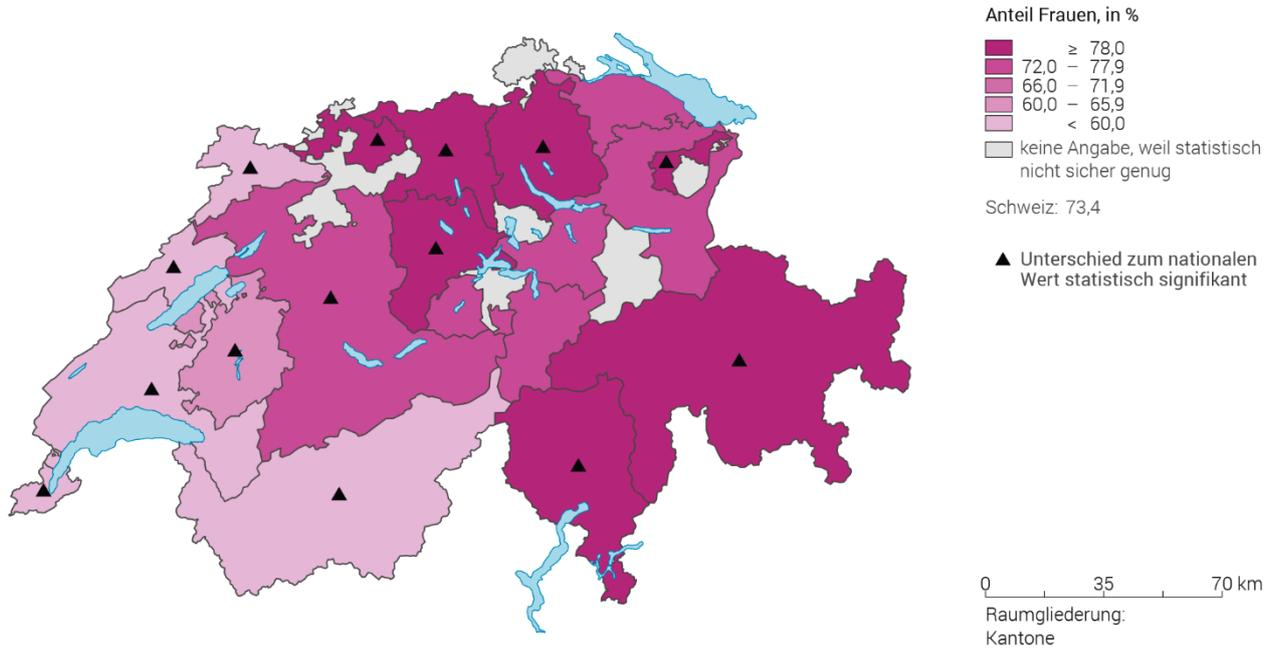 Anteil Frauen, in %
≥ 78,0
72,0 – 77,9
66,0 – 71,9
60,0 – 65,9
< 60,0
keine Angabe, weil statistisch
nicht sicher genug
Schweiz: 73,4
Unterschied zum nationalen
Wert statistisch signifikant
0 35 70 km
Raumgliederung:
Kantone